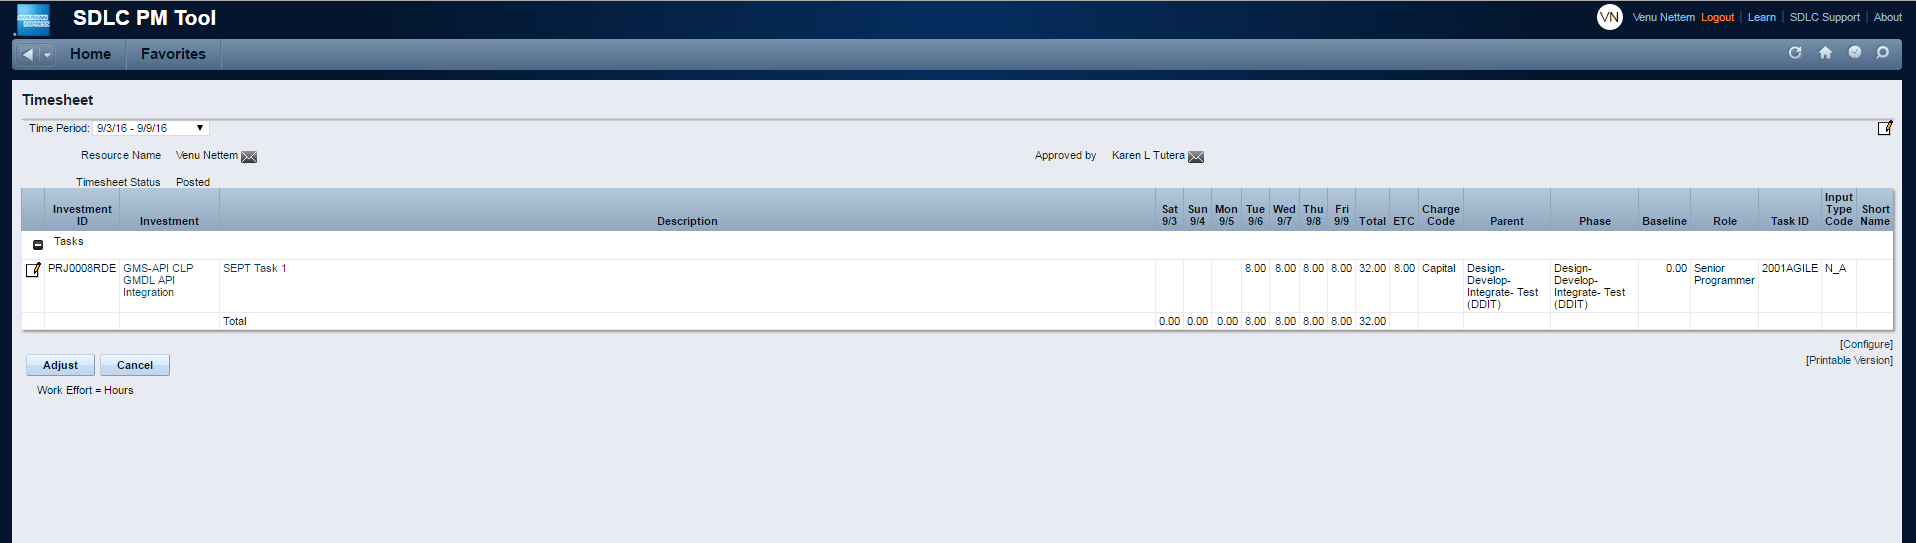 AMERICAN EXPRESS
SDLC PM Tool
VN Venu Nettem Logout | Learn | SDLC Support | About
Home Favorites
Timesheet
Time Period: 9/3/16 - 9/9/16
Resource Name Venu Nettem Approved by Karen L Tutera
Timesheet Status Posted
Investment ID Investment Description Sat 9/3 Sun 9/4 Mon 9/5 Tue 9/6 Wed 9/7 Thu 9/8 Fri 9/9 Total ETC Charge Code Parent Phase Baseline Role Task ID Input Type Code Short Name
Tasks
PRJ0008RDE GMS-API CLP GMDL API Integration SEPT Task 1 8.00 8.00 8.00 8.00 32.00 8.00 Capital Design-Develop-Integrate- Test (DDIT) Design-Develop-Integrate- Test (DDIT) 0.00 Senior Programmer 2001AGILE N_A
Total 0.00 0.00 0.00 8.00 8.00 8.00 8.00 32.00
[Configure]
[Printable Version]
Adjust Cancel
Work Effort = Hours